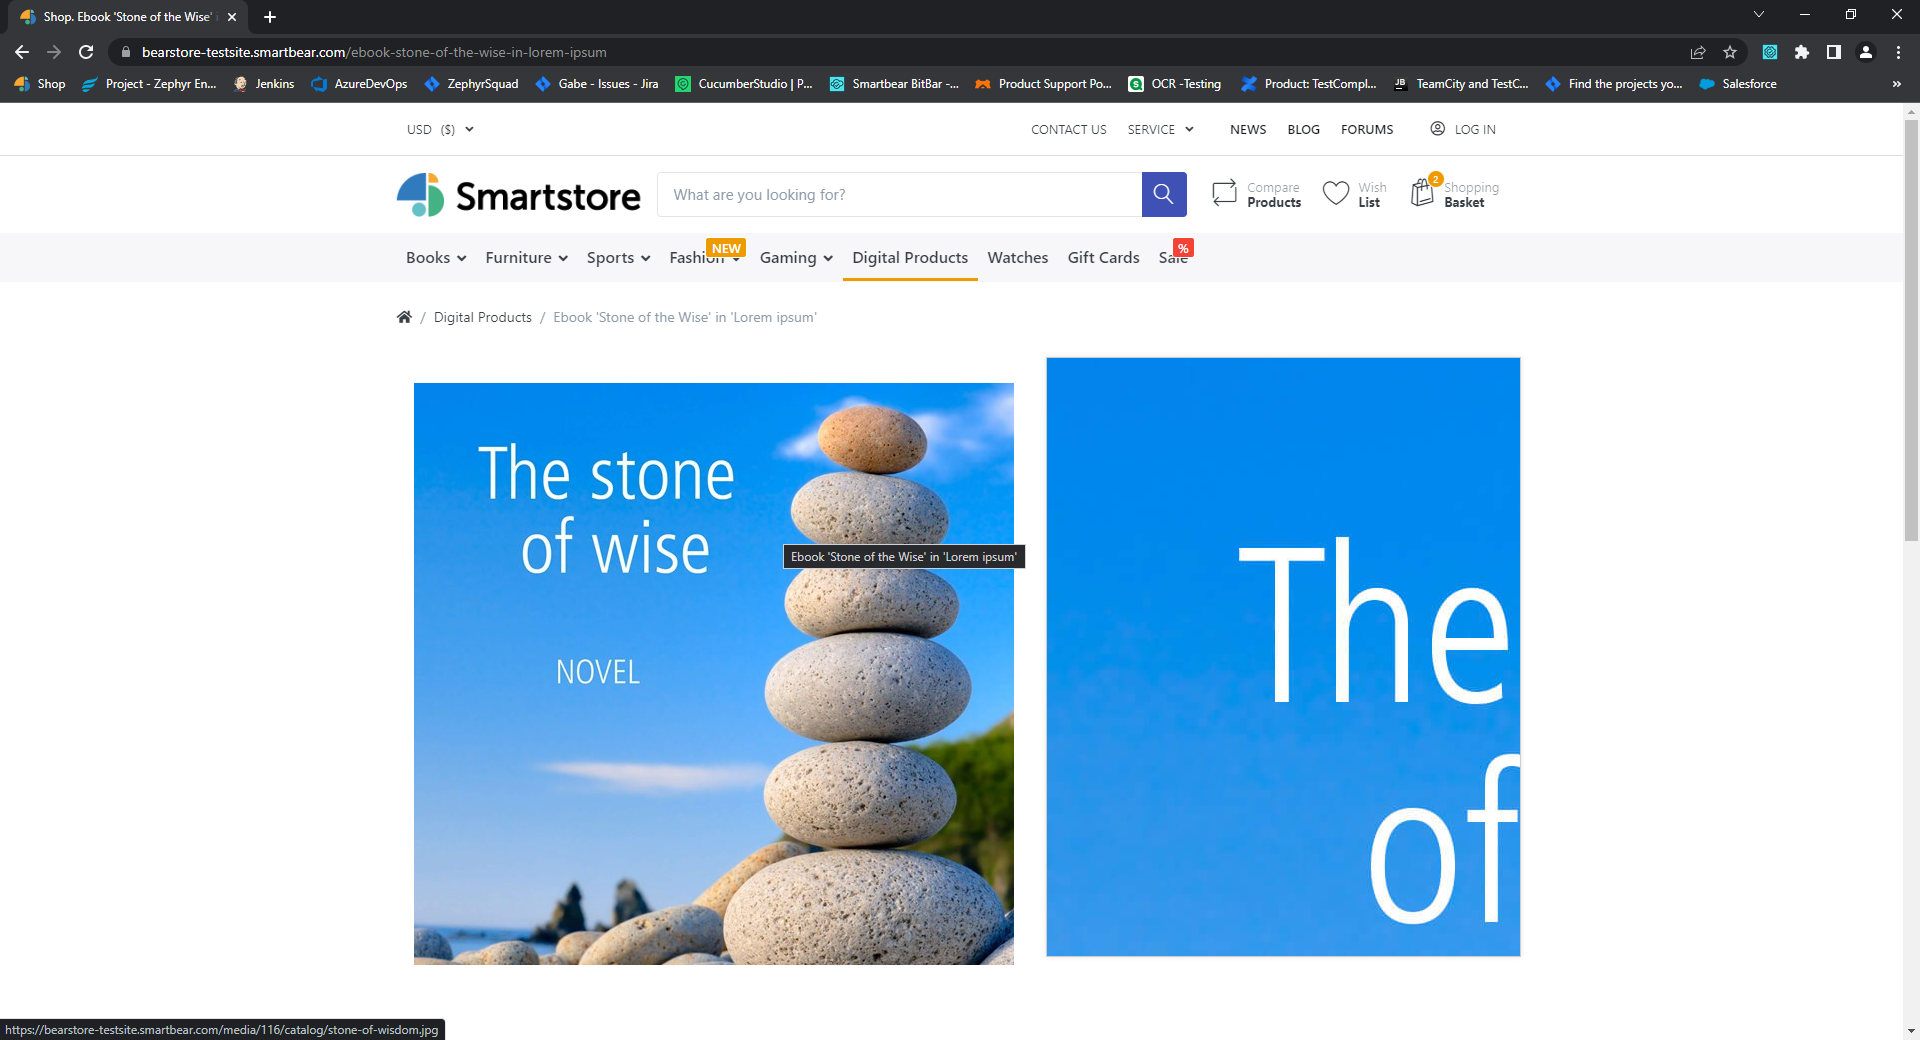 Shop. Ebook 'Stone of the Wise' i
bearstore-testsite.smartbear.com/ebook-stone-of-the-wise-in-lorem-ipsum
Shop
Project - Zephyr En...
Jenkins
AzureDevOps
ZephyrSquad
Gabe - Issues - Jira
CucumberStudio | P...
Smartbear BitBar -...
Product Support Po...
OCR -Testing
Product: TestCompl...
TeamCity and TestC...
Find the projects yo...
Salesforce
»
USD ($)
CONTACT US
SERVICE
NEWS
BLOG
FORUMS
LOG IN
Smartstore
What are you looking for?
Compare
Products
Wish
List
2
Shopping
Basket
Books
Furniture
Sports
Fashion
NEW
Gaming
Digital Products
Watches
Gift Cards
Sale
%
/ Digital Products / Ebook 'Stone of the Wise' in 'Lorem ipsum'
The stone
of wise
Ebook 'Stone of the Wise' in 'Lorem ipsum'
NOVEL
The
of
https://bearstore-testsite.smartbear.com/media/116/catalog/stone-of-wisdom.jpg